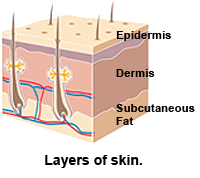 Epidermis
Dermis
Subcutaneous
Fat
Layers of skin.